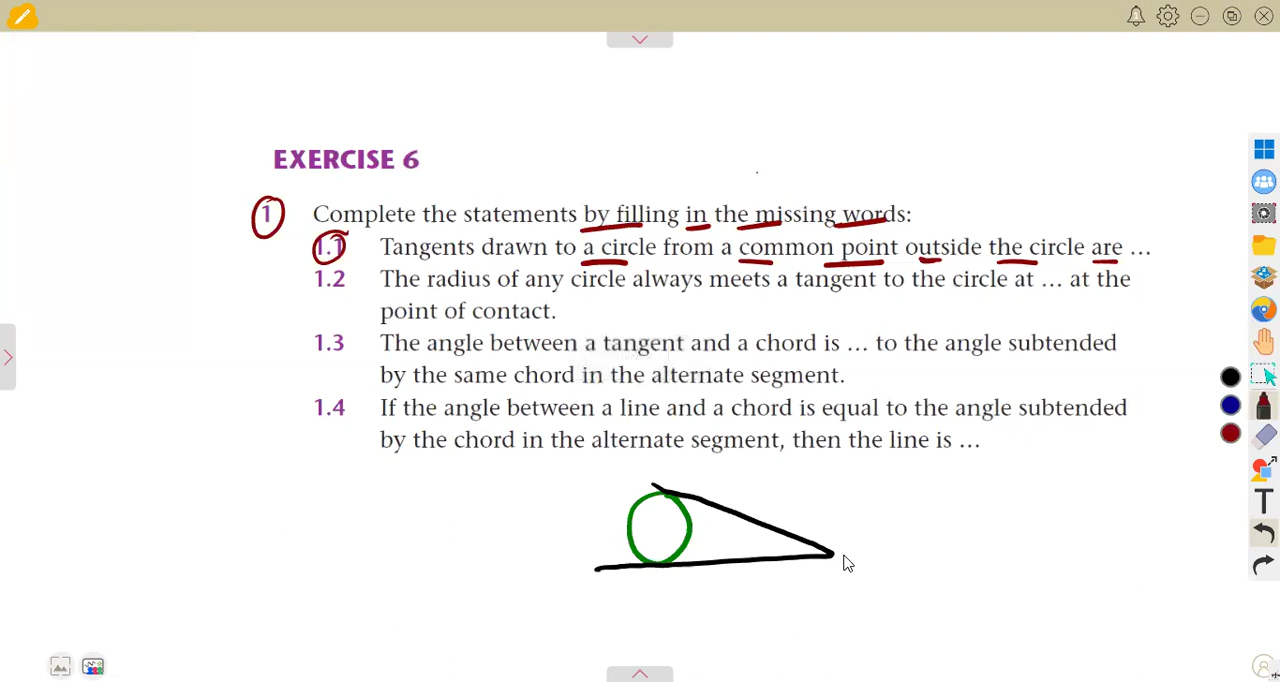 EXERCISE 6
1 Complete the statements by filling in the missing words:
1.1 Tangents drawn to a circle from a common point outside the circle are ...
1.2 The radius of any circle always meets a tangent to the circle at ... at the
point of contact.
1.3 The angle between a tangent and a chord is ... to the angle subtended
by the same chord in the alternate segment.
1.4 If the angle between a line and a chord is equal to the angle subtended
by the chord in the alternate segment, then the line is ...